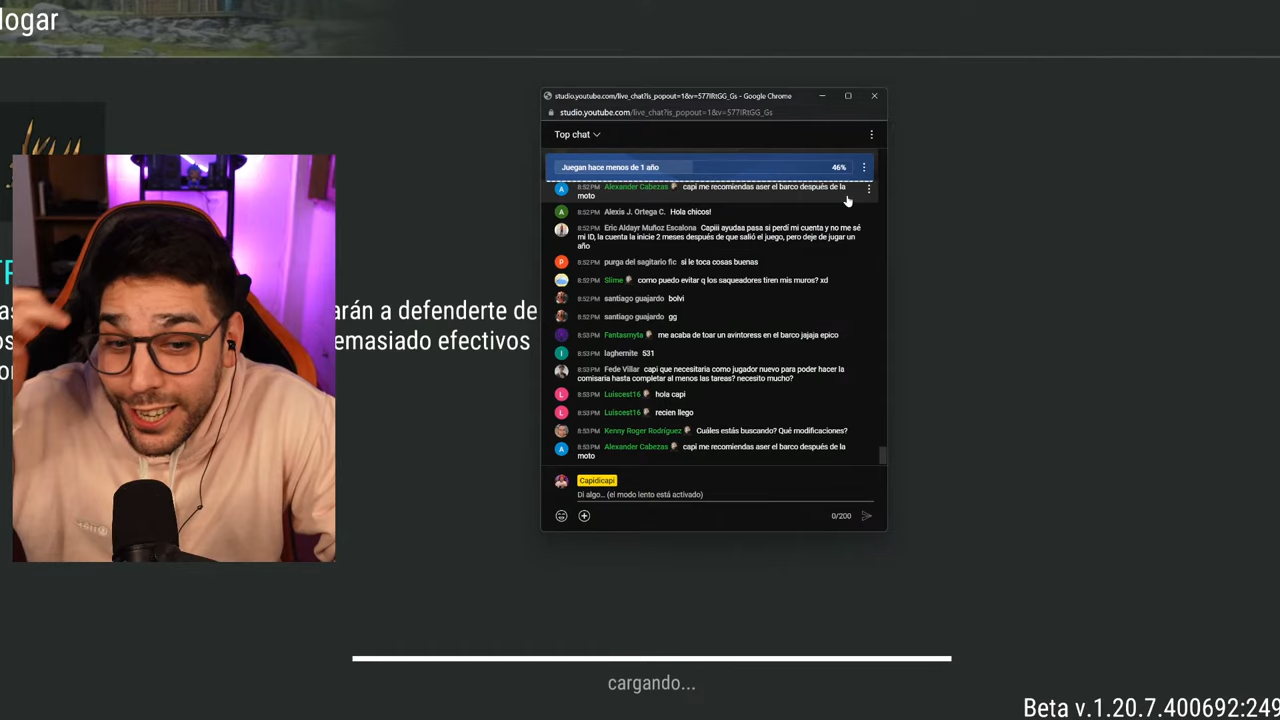 logar
studio.youtube.com/live_chat?is_popout=1&v=577lRtGG_Gs - Google Chrome
studio.youtube.com/live_chat?is_popout=1&v=577lRtGG_Gs
Top chat
Juegan hace menos de 1 año 46%
A 8:52 PM Alexander Cabezas capi me recomiendas aser el barco después de la
moto
A 8:52 PM Alexis J. Ortega C. Hola chicos!
8:52 PM Eric Aldayr Muñoz Escalona Capiii ayudaa pasa si perdí mi cuenta y no me sé
mi ID, la cuenta la inicie 2 meses después de que salió el juego, pero deje de jugar un
año
P 8:52 PM purga del sagitario fic si le toca cosas buenas
8:52 PM Slime como puedo evitar q los saqueadores tiren mis muros? xd
8:52 PM santiago guajardo bolvi
8:52 PM santiago guajardo gg
8:53 PM Fantasmyta me acaba de toar un avintoress en el barco jajaja epico
8:53 PM laghernite 531
8:53 PM Fede Villar capi que necesitaria como jugador nuevo para poder hacer la
comisaria hasta completar al menos las tareas? necesito mucho?
L 8:53 PM Luiscest16 hola capi
L 8:53 PM Luiscest16 recien llego
8:53 PM Kenny Roger Rodríguez Cuáles estás buscando? Qué modificaciones?
A 8:53 PM Alexander Cabezas capi me recomiendas aser el barco después de la
moto
Capidicapi
Di algo... (el modo lento está activado)
0/200
arán a defenderte de
emasiado efectivos
cargando...
Beta v.1.20.7.400692:249